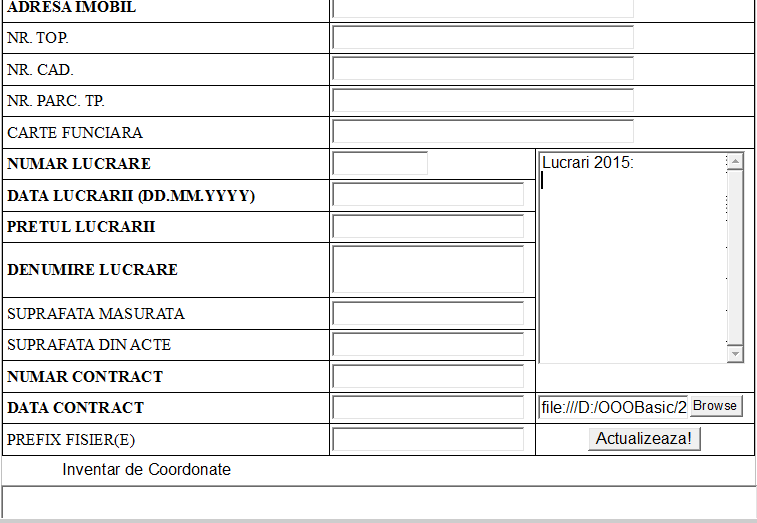 ADRESA IMOBIL
NR. TOP.
NR. CAD.
NR. PARC. TP.
CARTE FUNCIARA
NUMAR LUCRARE
Lucrari 2015:
DATA LUCRARII (DD.MM.YYYY)
PRETUL LUCRARII
DENUMIRE LUCRARE
SUPRAFATA MASURATA
SUPRAFATA DIN ACTE
NUMAR CONTRACT
DATA CONTRACT
file:///D:/OOOBasic/2 Browse
PREFIX FISIER(E)
Actualizeaza!
Inventar de Coordonate